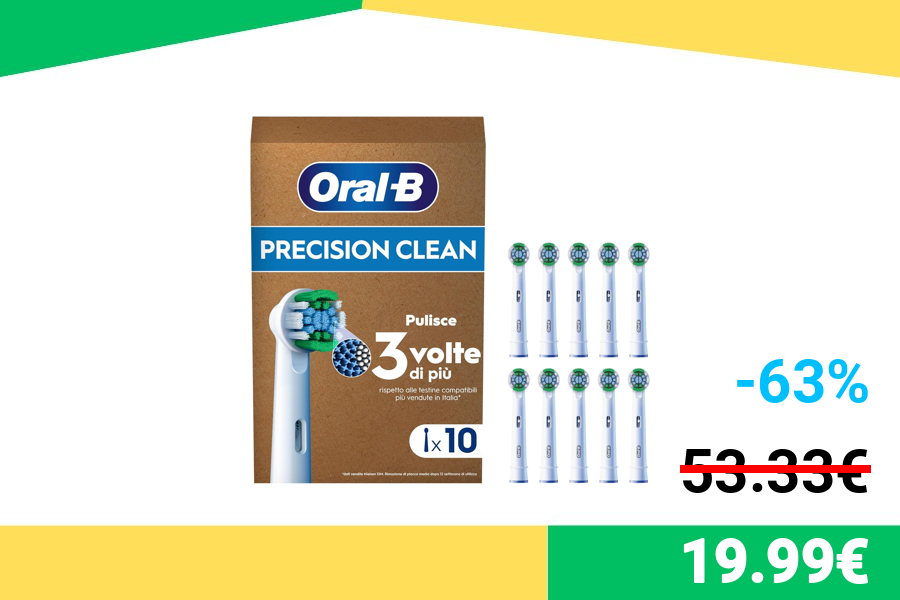 Oral-B
PRECISION CLEAN
Pulisce
3 volte
di più
rispetto alle testine compatibili
più vendute in Italia*
x10
-63%
53.33€
19.99€